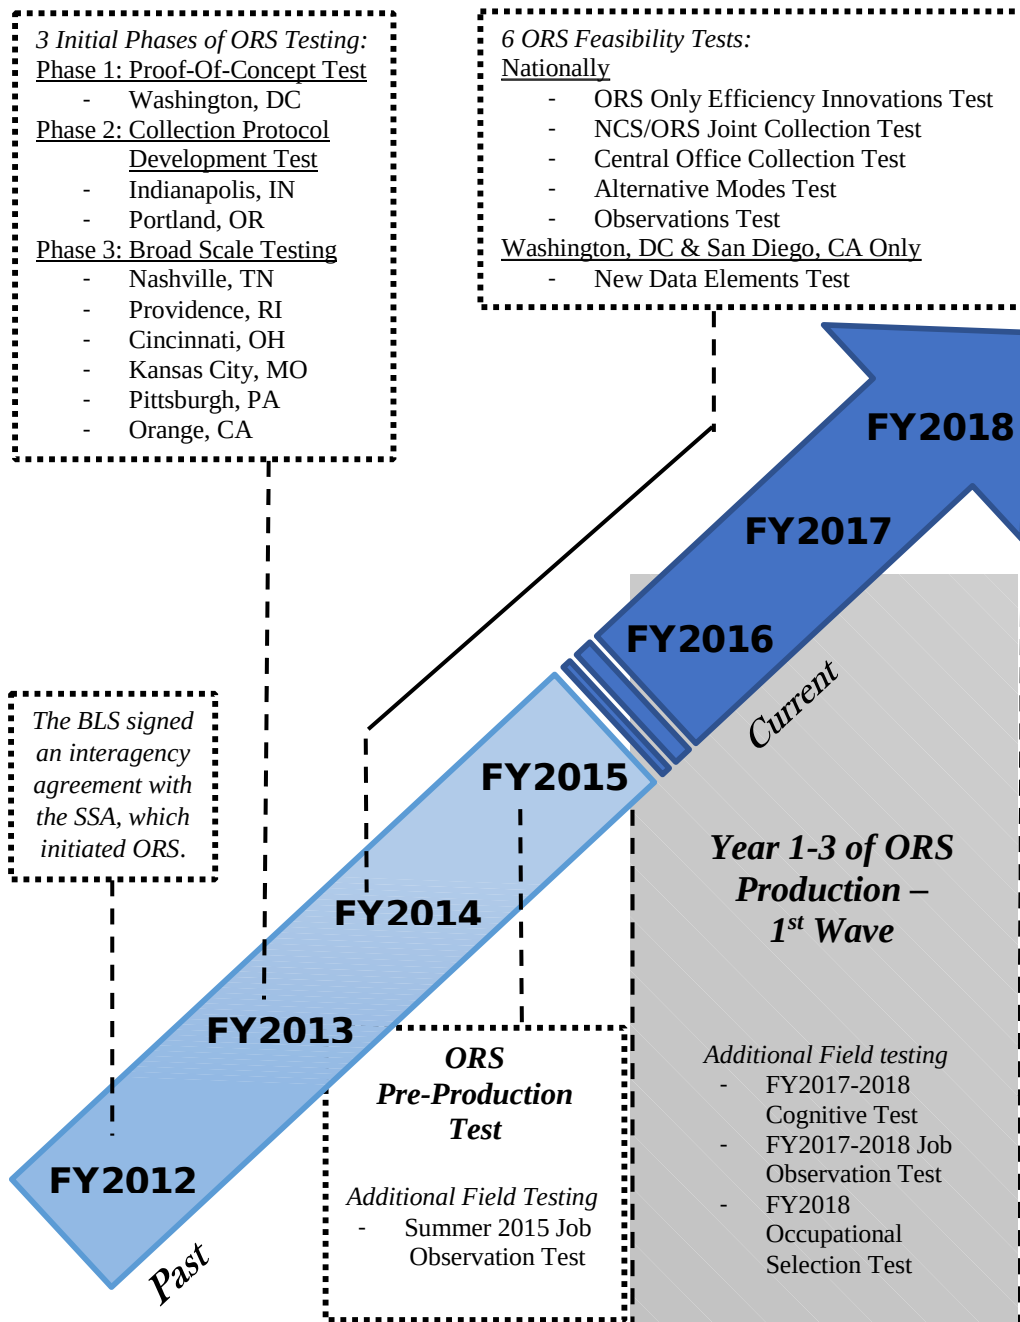 3 Initial Phases of ORS Testing:
Phase 1: Proof-Of-Concept Test
- Washington, DC
Phase 2: Collection Protocol
Development Test
- Indianapolis, IN
- Portland, OR
Phase 3: Broad Scale Testing
- Nashville, TN
- Providence, RI
- Cincinnati, OH
- Kansas City, MO
- Pittsburgh, PA
- Orange, CA
6 ORS Feasibility Tests:
Nationally
- ORS Only Efficiency Innovations Test
- NCS/ORS Joint Collection Test
- Central Office Collection Test
- Alternative Modes Test
- Observations Test
Washington, DC & San Diego, CA Only
- New Data Elements Test
FY2018
FY2017
FY2016
Current
The BLS signed
an interagency
agreement with
the SSA, which
initiated ORS.
FY2015
FY2014
FY2013
FY2012
Past
ORS
Pre-Production
Test
Additional Field Testing
- Summer 2015 Job
Observation Test
Year 1-3 of ORS
Production –
1st Wave
Additional Field testing
- FY2017-2018
Cognitive Test
- FY2017-2018 Job
Observation Test
- FY2018
Occupational
Selection Test